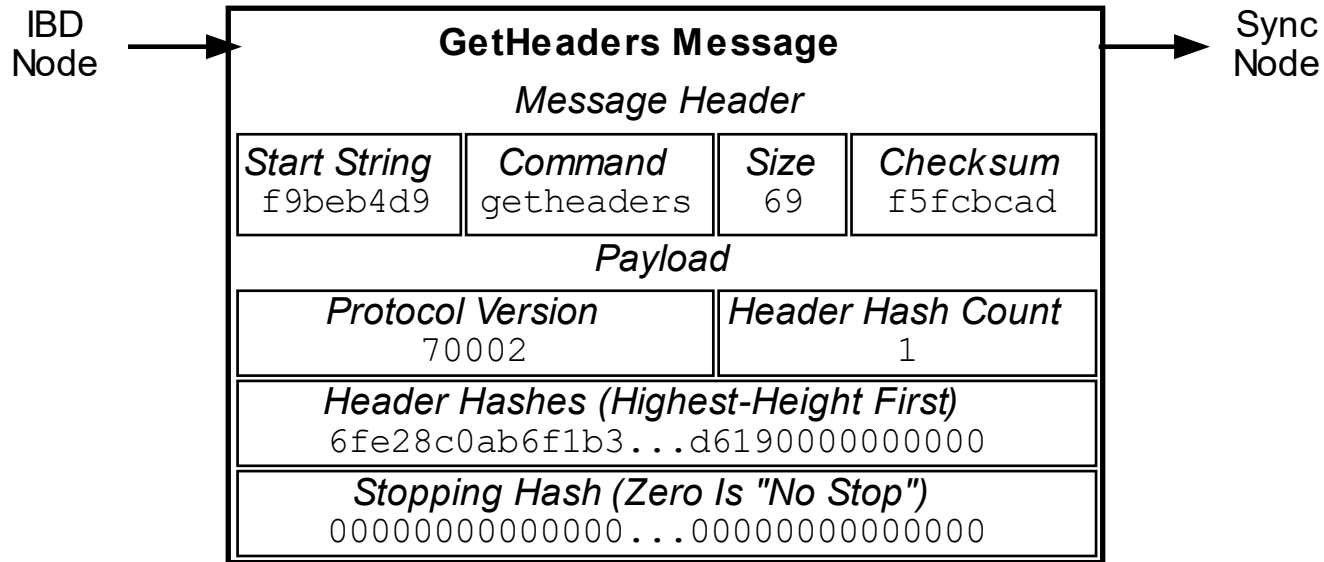 IBD
Node
GetHeaders Message
Sync
Node
Message Header
Start String
Command
Size
Checksum
f9beb4d9
getheaders
69
f5fcbcad
Payload
Protocol Version
Header Hash Count
70002
1
Header Hashes (Highest-Height First)
6fe28c0ab6f1b3...d6190000000000
Stopping Hash (Zero Is "No Stop")
00000000000000...00000000000000